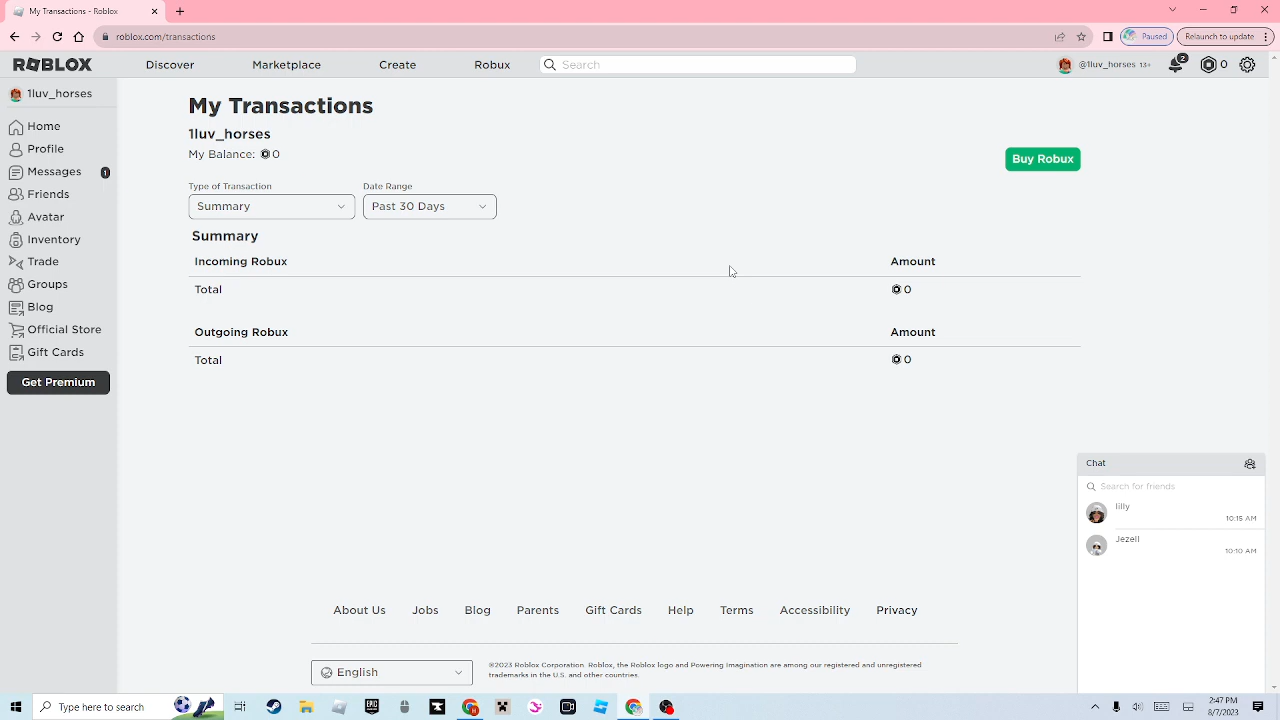 My Transactions - Roblox
roblox.com/transactions
Paused
Relaunch to update
ROBLOX
Discover
Marketplace
Create
Robux
Search
@1luv_horses 13+
2
0
1luv_horses
Home
Profile
Messages
1
Friends
Avatar
Inventory
Trade
Groups
Blog
Official Store
Gift Cards
Get Premium
My Transactions
1luv_horses
My Balance: 0
Buy Robux
Type of Transaction
Date Range
Summary
Past 30 Days
Summary
Incoming Robux
Amount
Total
0
Outgoing Robux
Amount
Total
0
Chat
Search for friends
lilly
10:15 AM
Jezell
10:10 AM
About Us
Jobs
Blog
Parents
Gift Cards
Help
Terms
Accessibility
Privacy
English
©2023 Roblox Corporation. Roblox, the Roblox logo and Powering Imagination are among our registered and unregistered
trademarks in the U.S. and other countries.
Type here to search
EPIC
2:47 PM
8/7/2023